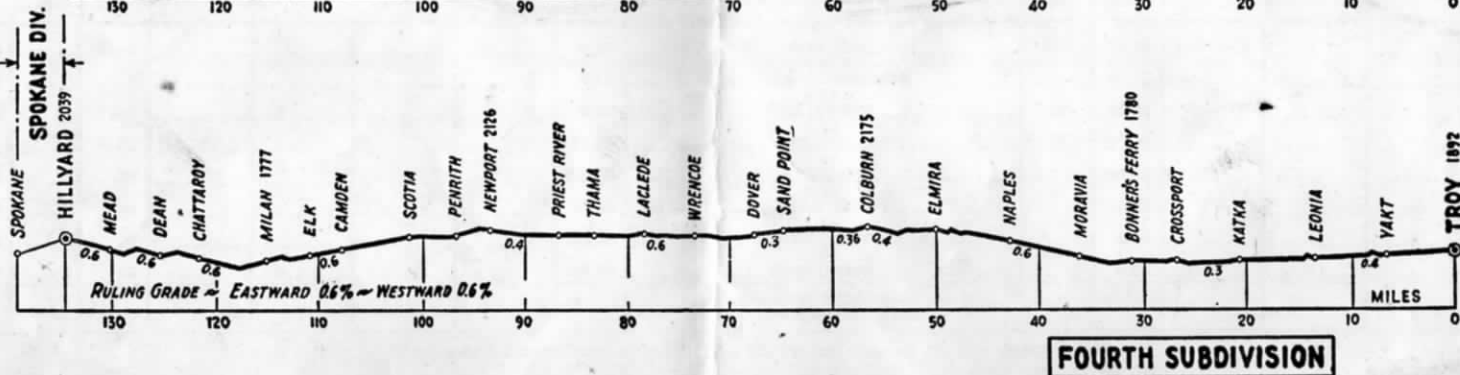 130 120 110 100 90 80 70 60 50 40 30 20 10 0
SPOKANE DIV.
SPOKANE
HILLYARD 2039
MEAD
DEAN
CHATTAROY
MILAN 1777
ELK
CAMDEN
SCOTIA
PENRITH
NEWPORT 2126
PRIEST RIVER
THAMA
LACLEDE
WRENCOE
DOVER
SAND POINT
COLBURN 2175
ELMIRA
NAPLES
MORAVIA
BONNER'S FERRY 1780
CROSSPORT
KATKA
LEONIA
YAKT
TROY 1892
0.6 0.6 0.6 0.6 0.4 0.6 0.3 0.36 0.4 0.6 0.3 0.4
RULING GRADE ~ EASTWARD 0.6% ~ WESTWARD 0.6%
MILES
130 120 110 100 90 80 70 60 50 40 30 20 10 0
FOURTH SUBDIVISION